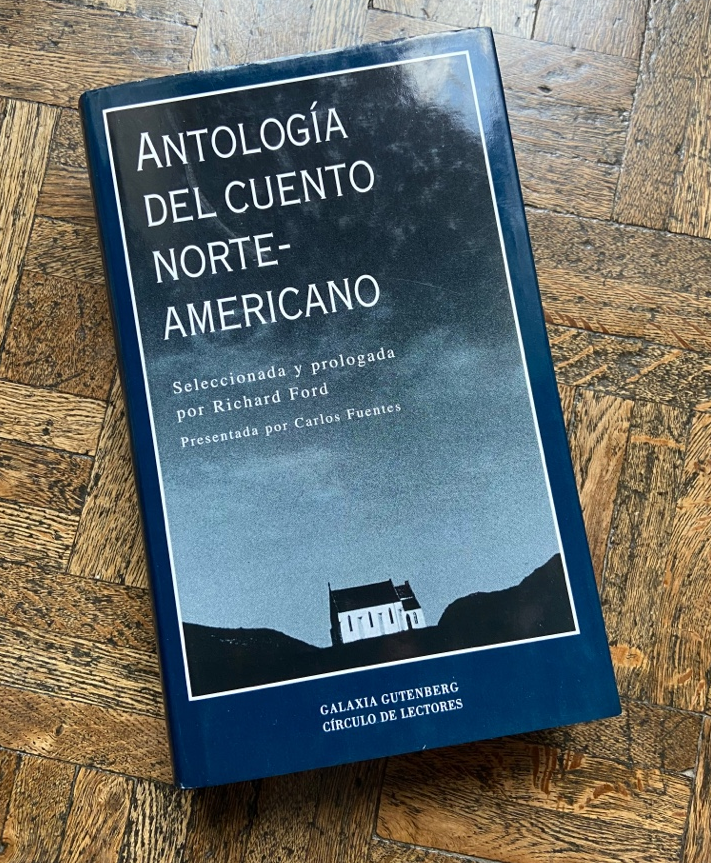 ANTOLOGÍA
DEL CUENTO
NORTE-
AMERICANO
Seleccionada y prologada
por Richard Ford
Presentada por Carlos Fuentes
GALAXIA GUTENBERG
CÍRCULO DE LECTORES